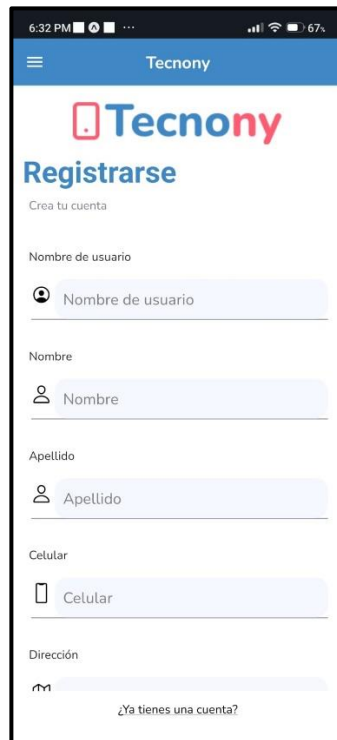 6:32 PM ... 67%
Tecnony
Tecnony
Registrarse
Crea tu cuenta
Nombre de usuario
Nombre de usuario
Nombre
Nombre
Apellido
Apellido
Celular
Celular
Dirección
¿Ya tienes una cuenta?